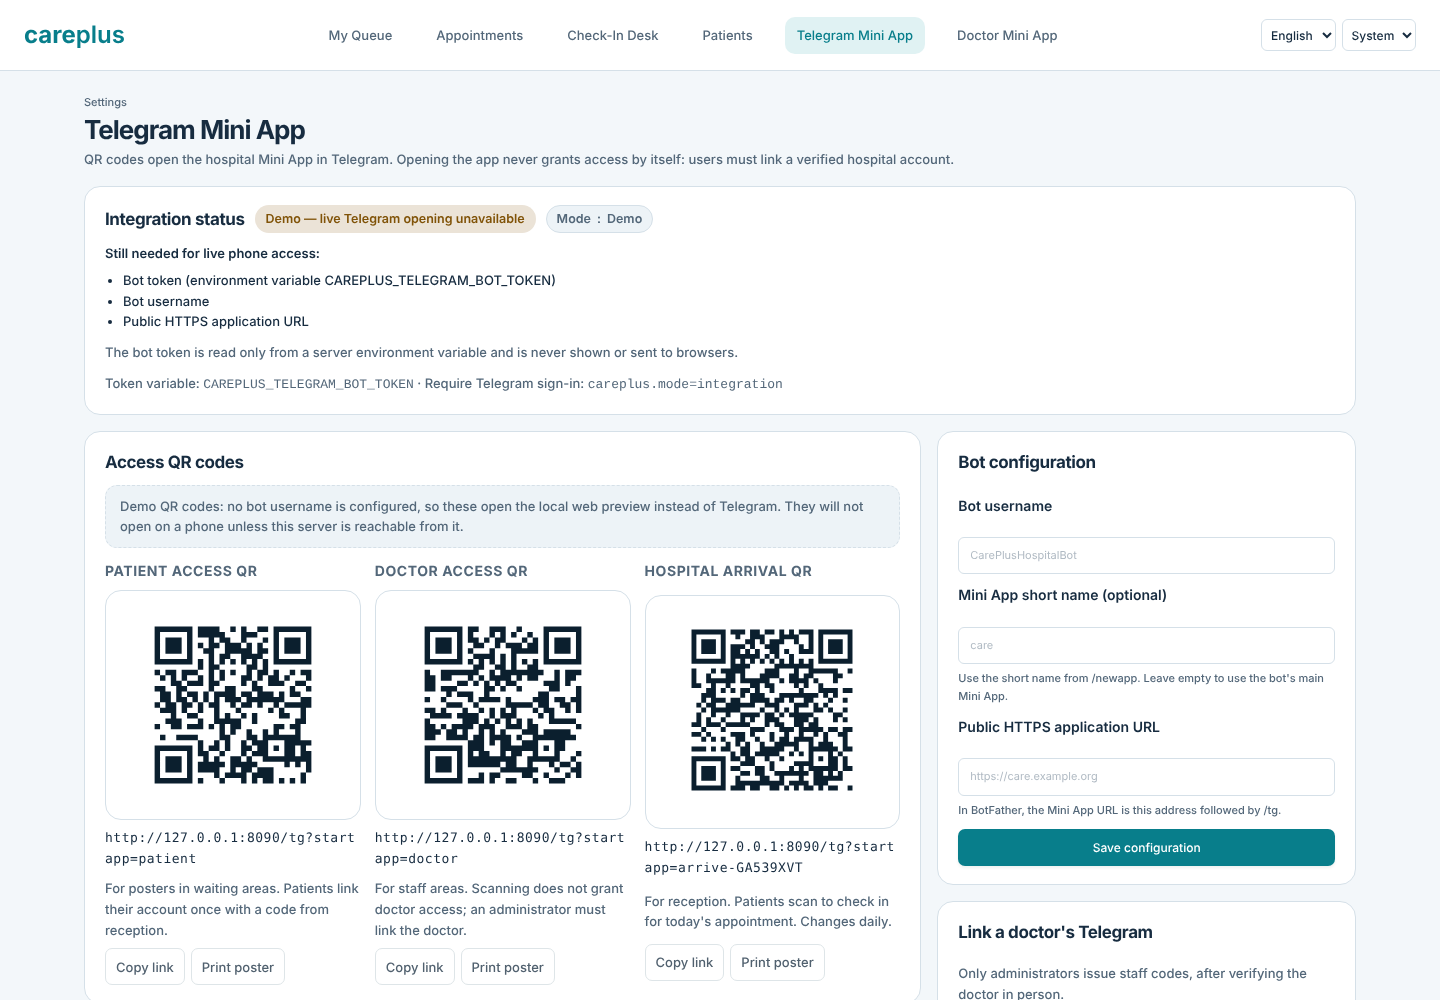 careplus
My Queue
Appointments
Check-In Desk
Patients
Telegram Mini App
Doctor Mini App
English
System
Settings
Telegram Mini App
QR codes open the hospital Mini App in Telegram. Opening the app never grants access by itself: users must link a verified hospital account.
Integration status
Demo — live Telegram opening unavailable
Mode : Demo
Still needed for live phone access:
• Bot token (environment variable CAREPLUS_TELEGRAM_BOT_TOKEN)
• Bot username
• Public HTTPS application URL
The bot token is read only from a server environment variable and is never shown or sent to browsers.
Token variable: CAREPLUS_TELEGRAM_BOT_TOKEN · Require Telegram sign-in: careplus.mode=integration
Access QR codes
Demo QR codes: no bot username is configured, so these open the local web preview instead of Telegram. They will not
open on a phone unless this server is reachable from it.
PATIENT ACCESS QR
http://127.0.0.1:8090/tg?start
app=patient
For posters in waiting areas. Patients link
their account once with a code from
reception.
Copy link
Print poster
DOCTOR ACCESS QR
http://127.0.0.1:8090/tg?start
app=doctor
For staff areas. Scanning does not grant
doctor access; an administrator must
link the doctor.
Copy link
Print poster
HOSPITAL ARRIVAL QR
http://127.0.0.1:8090/tg?start
app=arrive-GA539XVT
For reception. Patients scan to check in
for today's appointment. Changes daily.
Copy link
Print poster
Bot configuration
Bot username
CarePlusHospitalBot
Mini App short name (optional)
care
Use the short name from /newapp. Leave empty to use the bot's main
Mini App.
Public HTTPS application URL
https://care.example.org
In BotFather, the Mini App URL is this address followed by /tg.
Save configuration
Link a doctor's Telegram
Only administrators issue staff codes, after verifying the
doctor in person.